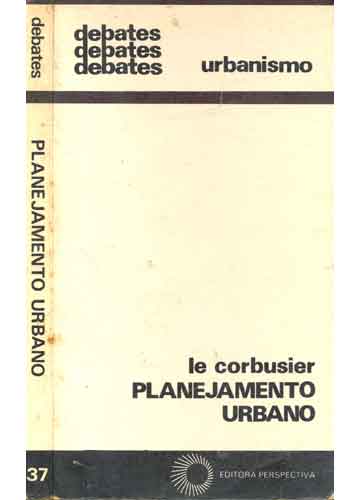 debates
PLANEJAMENTO URBANO
37
debates
debates
debates urbanismo
le corbusier
PLANEJAMENTO
URBANO
EDITORA PERSPECTIVA